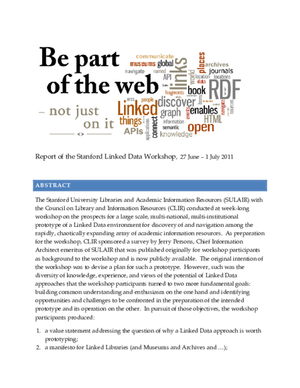 Be part
of the web
– not just
on it
communicate archives
museums global places
navigate API journals
links
book RDF
fragments
Linked discover
graph information
past things semantic HTML
APIs connect know open
Report of the Stanford Linked Data Workshop, 27 June – 1 July 2011
ABSTRACT
The Stanford University Libraries and Academic Information Resources (SULAIR) with
the Council on Library and Information Resources (CLIR) conducted at week-long
workshop on the prospects for a large scale, multi-national, multi-institutional
prototype of a Linked Data environment for discovery of and navigation among the
rapidly, chaotically expanding array of academic information resources. As preparation
for the workshop, CLIR sponsored a survey by Jerry Persons, Chief Information
Architect emeritus of SULAIR that was published originally for workshop participants
as background to the workshop and is now publically available. The original intention of
the workshop was to devise a plan for such a prototype. However, such was the
diversity of knowledge, experience, and views of the potential of Linked Data
approaches that the workshop participants turned to two more fundamental goals:
building common understanding and enthusiasm on the one hand and identifying
opportunities and challenges to be confronted in the preparation of the intended
prototype and its operation on the other. In pursuit of those objectives, the workshop
participants produced:
1. a value statement addressing the question of why a Linked Data approach is worth
prototyping;
2. a manifesto for Linked Libraries (and Museums and Archives and …);